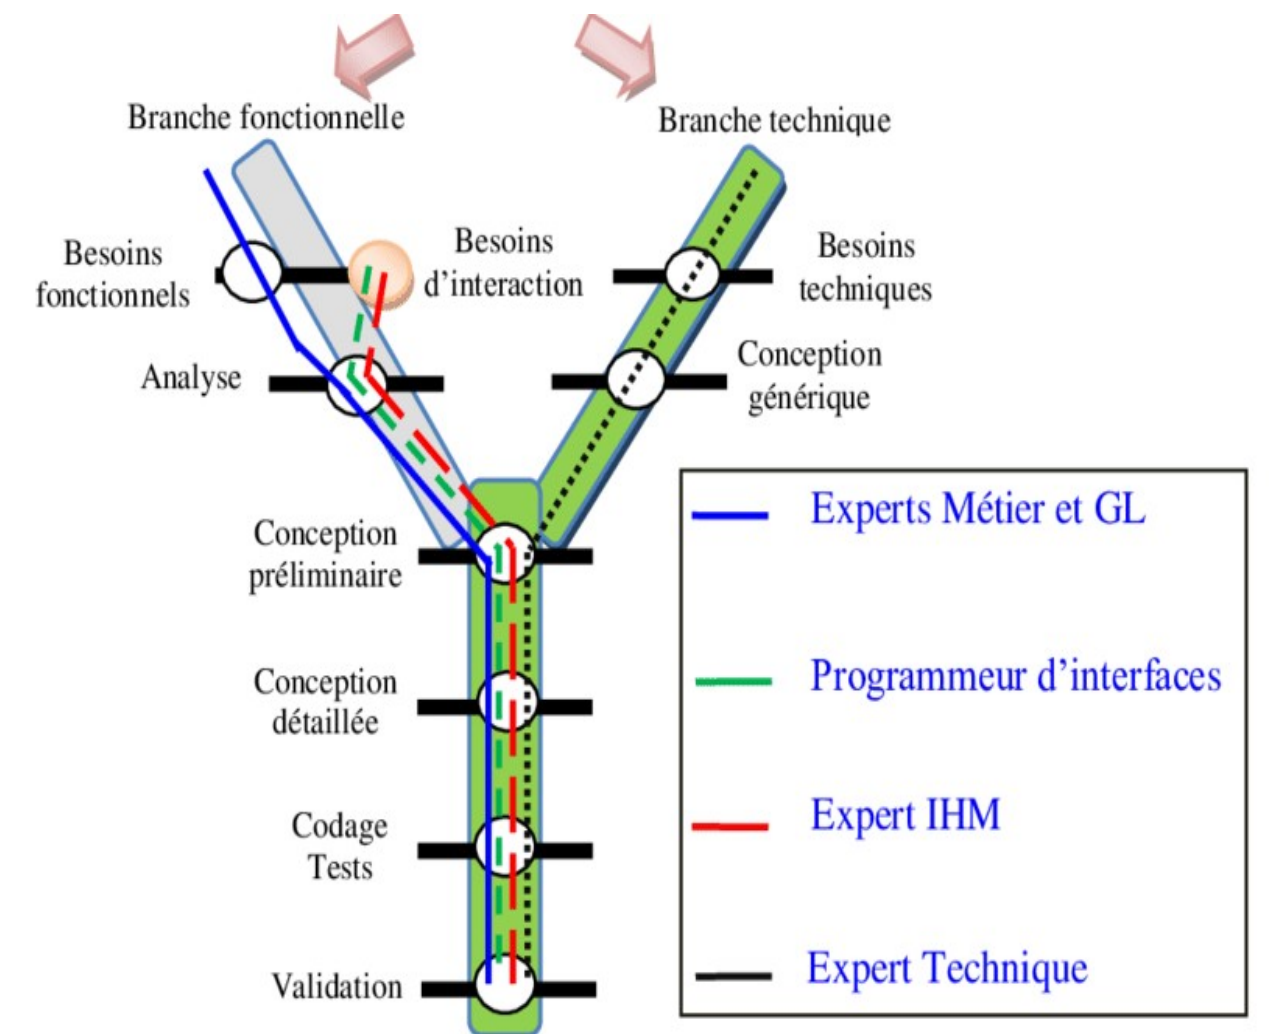 Branche fonctionnelle
Branche technique
Besoins
fonctionnels
Besoins
d'interaction
Besoins
techniques
Analyse
Conception
générique
Conception
préliminaire
Conception
détaillée
Codage
Tests
Validation
Experts Métier et GL
Programmeur d'interfaces
Expert IHM
Expert Technique